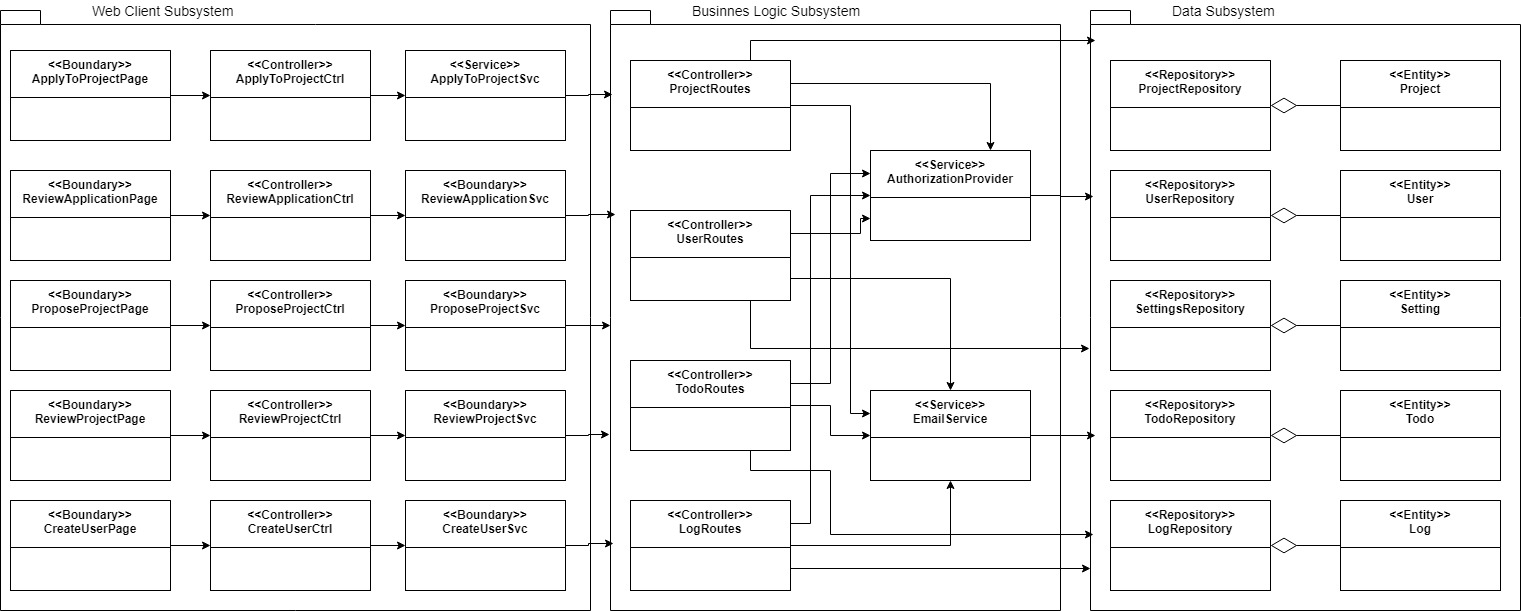 Web Client Subsystem
Businnes Logic Subsystem
Data Subsystem
<<Boundary>>
ApplyToProjectPage
<<Controller>>
ApplyToProjectCtrl
<<Service>>
ApplyToProjectSvc
<<Boundary>>
ReviewApplicationPage
<<Controller>>
ReviewApplicationCtrl
<<Boundary>>
ReviewApplicationSvc
<<Boundary>>
ProposeProjectPage
<<Controller>>
ProposeProjectCtrl
<<Boundary>>
ProposeProjectSvc
<<Boundary>>
ReviewProjectPage
<<Controller>>
ReviewProjectCtrl
<<Boundary>>
ReviewProjectSvc
<<Boundary>>
CreateUserPage
<<Controller>>
CreateUserCtrl
<<Boundary>>
CreateUserSvc
<<Controller>>
ProjectRoutes
<<Service>>
AuthorizationProvider
<<Controller>>
UserRoutes
<<Controller>>
TodoRoutes
<<Service>>
EmailService
<<Controller>>
LogRoutes
<<Repository>>
ProjectRepository
<<Entity>>
Project
<<Repository>>
UserRepository
<<Entity>>
User
<<Repository>>
SettingsRepository
<<Entity>>
Setting
<<Repository>>
TodoRepository
<<Entity>>
Todo
<<Repository>>
LogRepository
<<Entity>>
Log